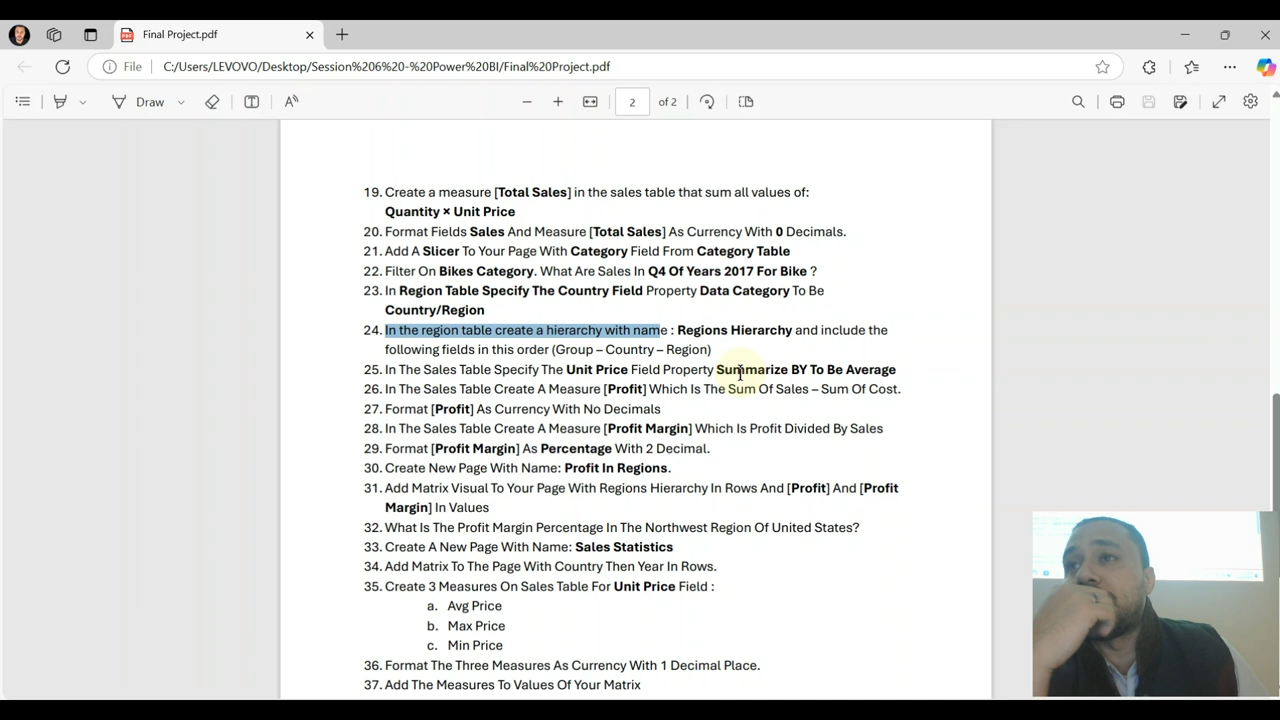 Final Project.pdf
File
C:/Users/LEVOVO/Desktop/Session%206%20-%20Power%20BI/Final%20Project.pdf
Draw
2 of 2
19. Create a measure [Total Sales] in the sales table that sum all values of:
Quantity × Unit Price
20. Format Fields Sales And Measure [Total Sales] As Currency With 0 Decimals.
21. Add A Slicer To Your Page With Category Field From Category Table
22. Filter On Bikes Category. What Are Sales In Q4 Of Years 2017 For Bike ?
23. In Region Table Specify The Country Field Property Data Category To Be
Country/Region
24. In the region table create a hierarchy with name : Regions Hierarchy and include the
following fields in this order (Group – Country – Region)
25. In The Sales Table Specify The Unit Price Field Property Summarize BY To Be Average
26. In The Sales Table Create A Measure [Profit] Which Is The Sum Of Sales – Sum Of Cost.
27. Format [Profit] As Currency With No Decimals
28. In The Sales Table Create A Measure [Profit Margin] Which Is Profit Divided By Sales
29. Format [Profit Margin] As Percentage With 2 Decimal.
30. Create New Page With Name: Profit In Regions.
31. Add Matrix Visual To Your Page With Regions Hierarchy In Rows And [Profit] And [Profit
Margin] In Values
32. What Is The Profit Margin Percentage In The Northwest Region Of United States?
33. Create A New Page With Name: Sales Statistics
34. Add Matrix To The Page With Country Then Year In Rows.
35. Create 3 Measures On Sales Table For Unit Price Field :
a. Avg Price
b. Max Price
c. Min Price
36. Format The Three Measures As Currency With 1 Decimal Place.
37. Add The Measures To Values Of Your Matrix